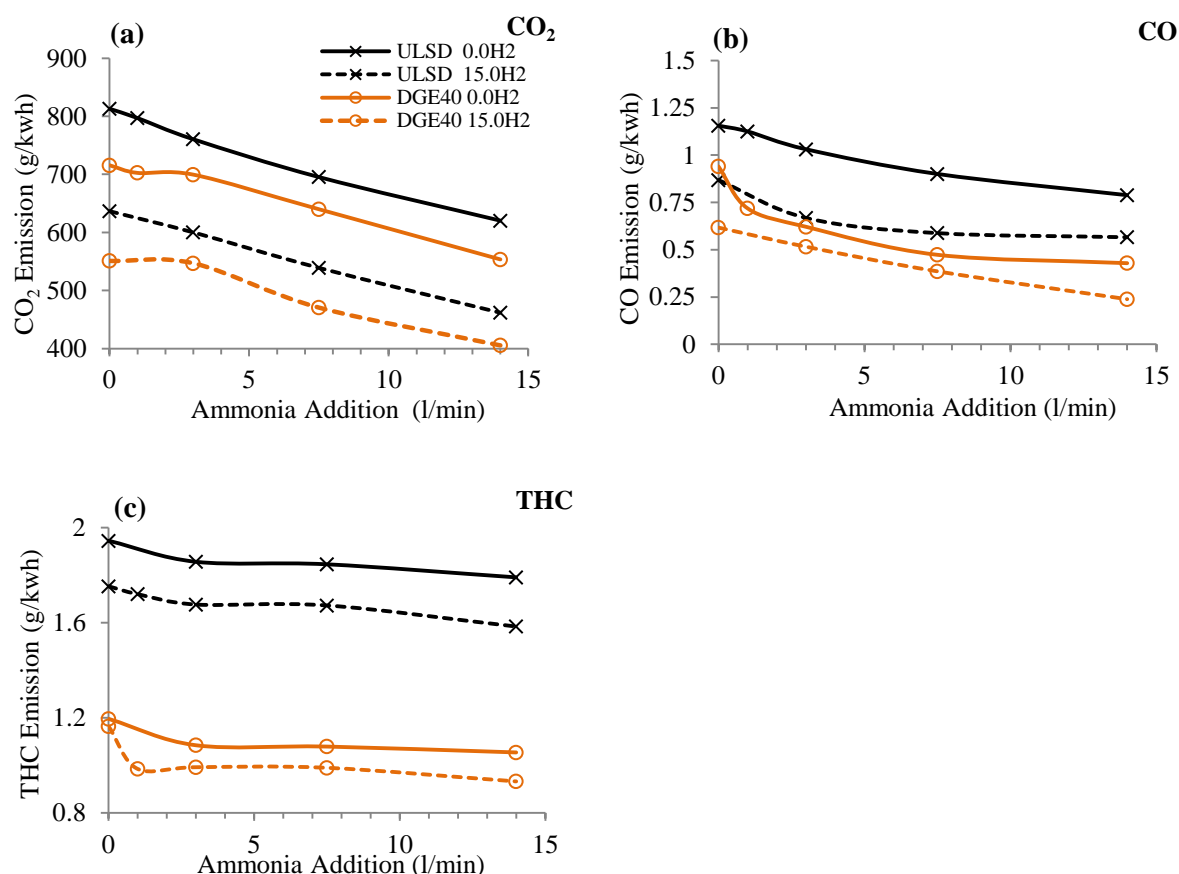 (a)
CO₂
ULSD 0.0H2
ULSD 15.0H2
DGE40 0.0H2
DGE40 15.0H2
900
800
700
600
500
400
CO₂ Emission (g/kwh)
0 5 10 15
Ammonia Addition (l/min)
(b)
CO
1.5
1.25
1
0.75
0.5
0.25
0
CO Emission (g/kwh)
0 5 10 15
Ammonia Addition (l/min)
(c)
THC
2
1.6
1.2
0.8
THC Emission (g/kwh)
0 5 10 15
Ammonia Addition (l/min)